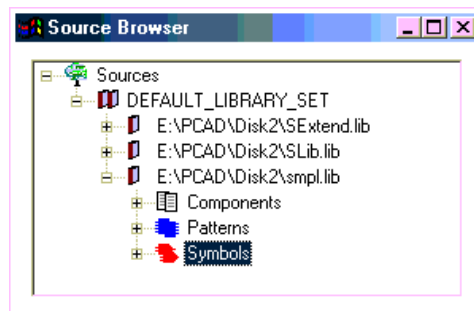 Source Browser
Sources
DEFAULT_LIBRARY_SET
E:\PCAD\Disk2\SExtend.lib
E:\PCAD\Disk2\SLib.lib
E:\PCAD\Disk2\smpl.lib
Components
Patterns
Symbols